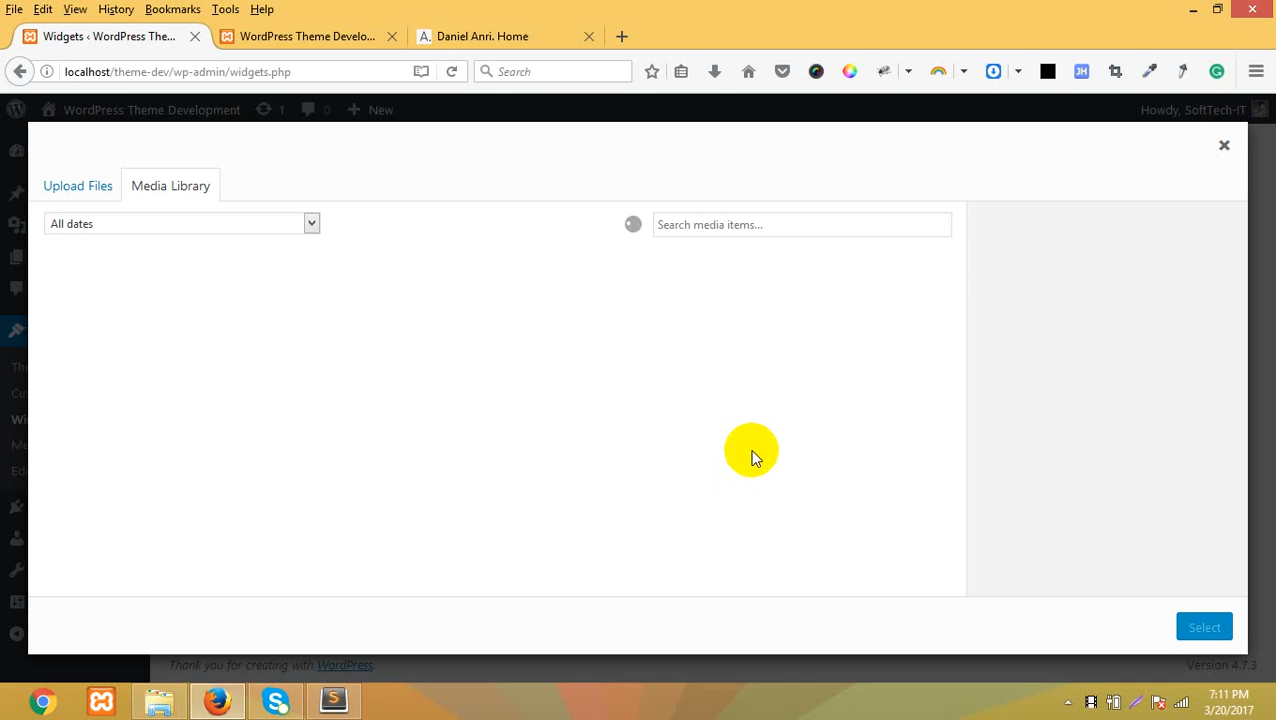 File Edit View History Bookmarks Tools Help
Widgets ‹ WordPress The...
WordPress Theme Develo...
A. Daniel Anri. Home
localhost/theme-dev/wp-admin/widgets.php
Search
JH
WordPress Theme Development 1 0 New
Howdy, SoftTech-IT
Upload Files
Media Library
All dates
Search media items...
Select
Thank you for creating with WordPress.
Version 4.7.3
7:11 PM
3/20/2017